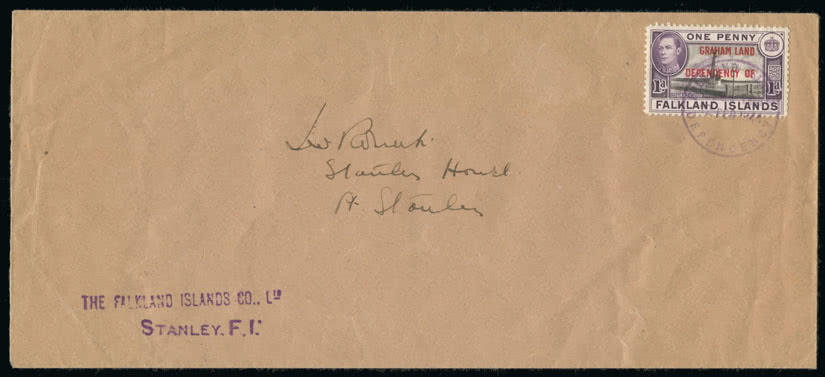 ONE PENNY
GRAHAM LAND
DEPENDENCY OF
1d 1d
FALKLAND ISLANDS
Stanley House
Pt. Stanley
THE FALKLAND ISLANDS CO., Ltd
STANLEY. F.I.